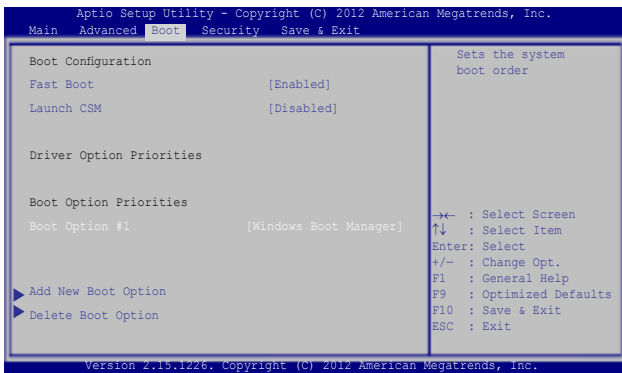 Aptio Setup Utility - Copyright (C) 2012 American Megatrends, Inc.
Main Advanced Boot Security Save & Exit
Boot Configuration
Fast Boot [Enabled]
Launch CSM [Disabled]
Driver Option Priorities
Boot Option Priorities
Boot Option #1 [Windows Boot Manager]
Add New Boot Option
Delete Boot Option
Sets the system
boot order
→← : Select Screen
↑↓ : Select Item
Enter: Select
+/— : Change Opt.
F1 : General Help
F9 : Optimized Defaults
F10 : Save & Exit
ESC : Exit
Version 2.15.1226. Copyright (C) 2012 American Megatrends, Inc.